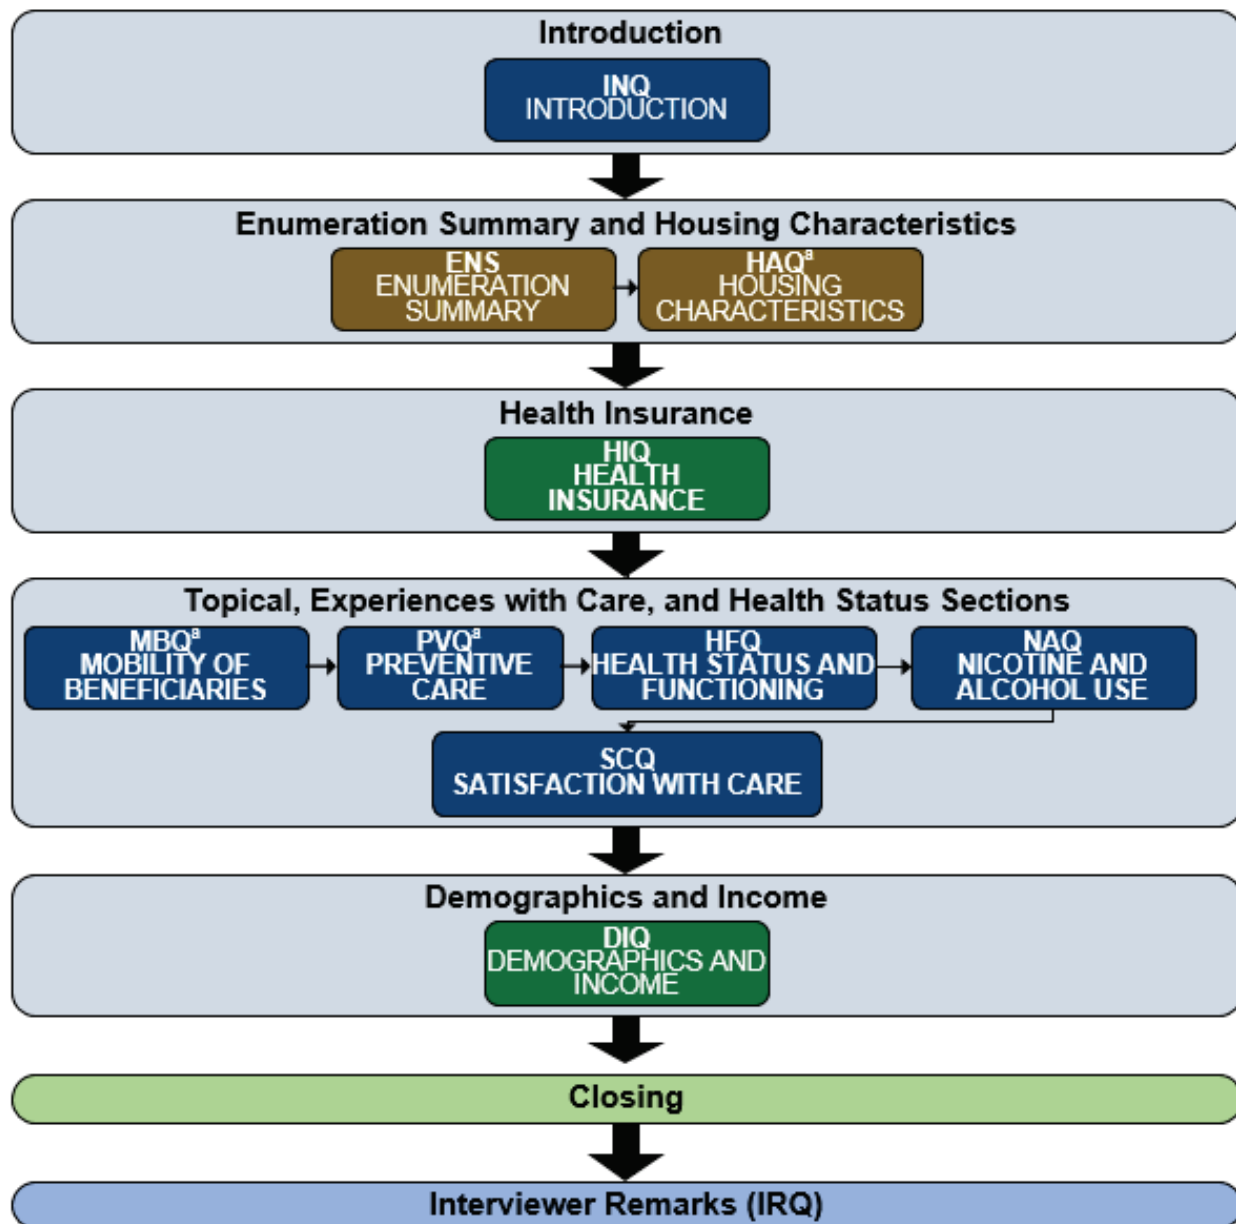 Introduction
INQ
INTRODUCTION
Enumeration Summary and Housing Characteristics
ENS
ENUMERATION
SUMMARY
HAQª
HOUSING
CHARACTERISTICS
Health Insurance
HIQ
HEALTH
INSURANCE
Topical, Experiences with Care, and Health Status Sections
MBQª
MOBILITY OF
BENEFICIARIES
PVQª
PREVENTIVE
CARE
HFQ
HEALTH STATUS AND
FUNCTIONING
NAQ
NICOTINE AND
ALCOHOL USE
SCQ
SATISFACTION WITH CARE
Demographics and Income
DIQ
DEMOGRAPHICS AND
INCOME
Closing
Interviewer Remarks (IRQ)